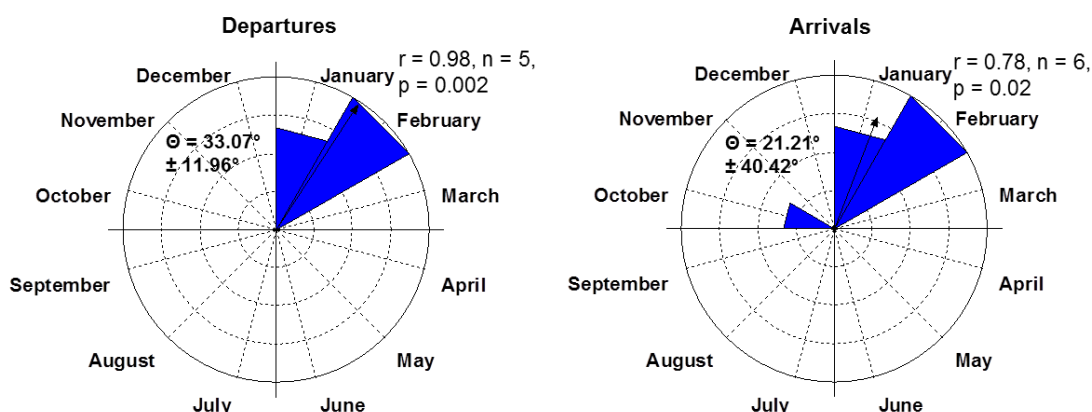 Departures
December
January
r = 0.98, n = 5,
p = 0.002
November
February
Θ = 33.07°
± 11.96°
October
March
September
April
August
May
July
June
Arrivals
December
January
r = 0.78, n = 6,
p = 0.02
November
February
Θ = 21.21°
± 40.42°
October
March
September
April
August
May
July
June